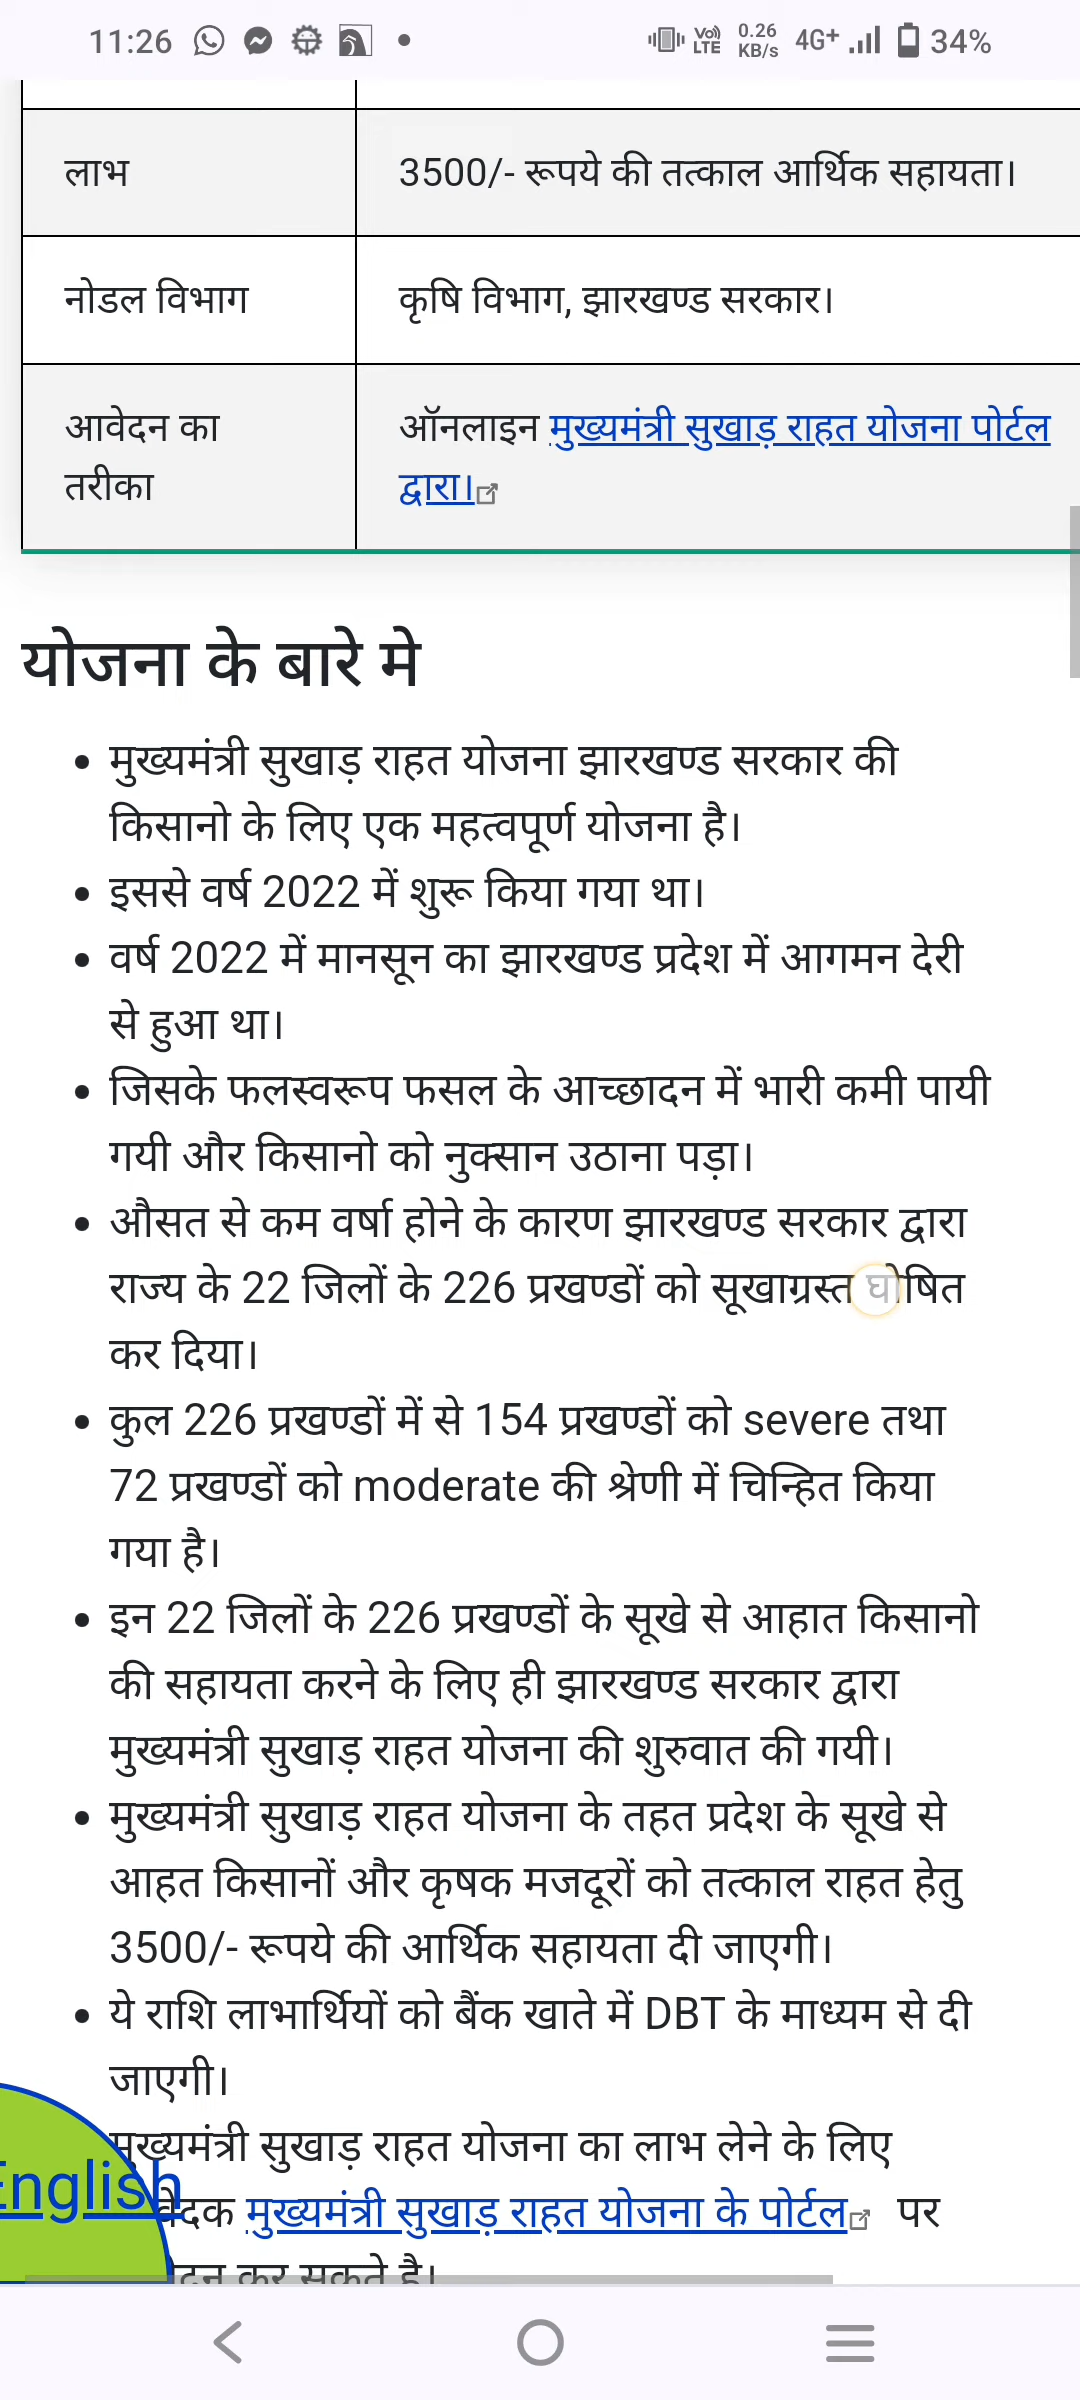 11:26
Vo)) LTE 0.26 KB/s 4G+ 34%
लाभ
3500/- रूपये की तत्काल आर्थिक सहायता।
नोडल विभाग
कृषि विभाग, झारखण्ड सरकार।
आवेदन का
तरीका
ऑनलाइन मुख्यमंत्री सुखाड़ राहत योजना पोर्टल
द्वारा।
योजना के बारे मे
• मुख्यमंत्री सुखाड़ राहत योजना झारखण्ड सरकार की
किसानो के लिए एक महत्वपूर्ण योजना है।
• इससे वर्ष 2022 में शुरू किया गया था।
• वर्ष 2022 में मानसून का झारखण्ड प्रदेश में आगमन देरी
से हुआ था।
• जिसके फलस्वरूप फसल के आच्छादन में भारी कमी पायी
गयी और किसानो को नुक्सान उठाना पड़ा।
• औसत से कम वर्षा होने के कारण झारखण्ड सरकार द्वारा
राज्य के 22 जिलों के 226 प्रखण्डों को सूखाग्रस्त घोषित
कर दिया।
• कुल 226 प्रखण्डों में से 154 प्रखण्डों को severe तथा
72 प्रखण्डों को moderate की श्रेणी में चिन्हित किया
गया है।
• इन 22 जिलों के 226 प्रखण्डों के सूखे से आहात किसानो
की सहायता करने के लिए ही झारखण्ड सरकार द्वारा
मुख्यमंत्री सुखाड़ राहत योजना की शुरुवात की गयी।
• मुख्यमंत्री सुखाड़ राहत योजना के तहत प्रदेश के सूखे से
आहत किसानों और कृषक मजदूरों को तत्काल राहत हेतु
3500/- रूपये की आर्थिक सहायता दी जाएगी।
• ये राशि लाभार्थियों को बैंक खाते में DBT के माध्यम से दी
जाएगी।
मुख्यमंत्री सुखाड़ राहत योजना का लाभ लेने के लिए
English
वेदक मुख्यमंत्री सुखाड़ राहत योजना के पोर्टल पर
दन कर सकते है।